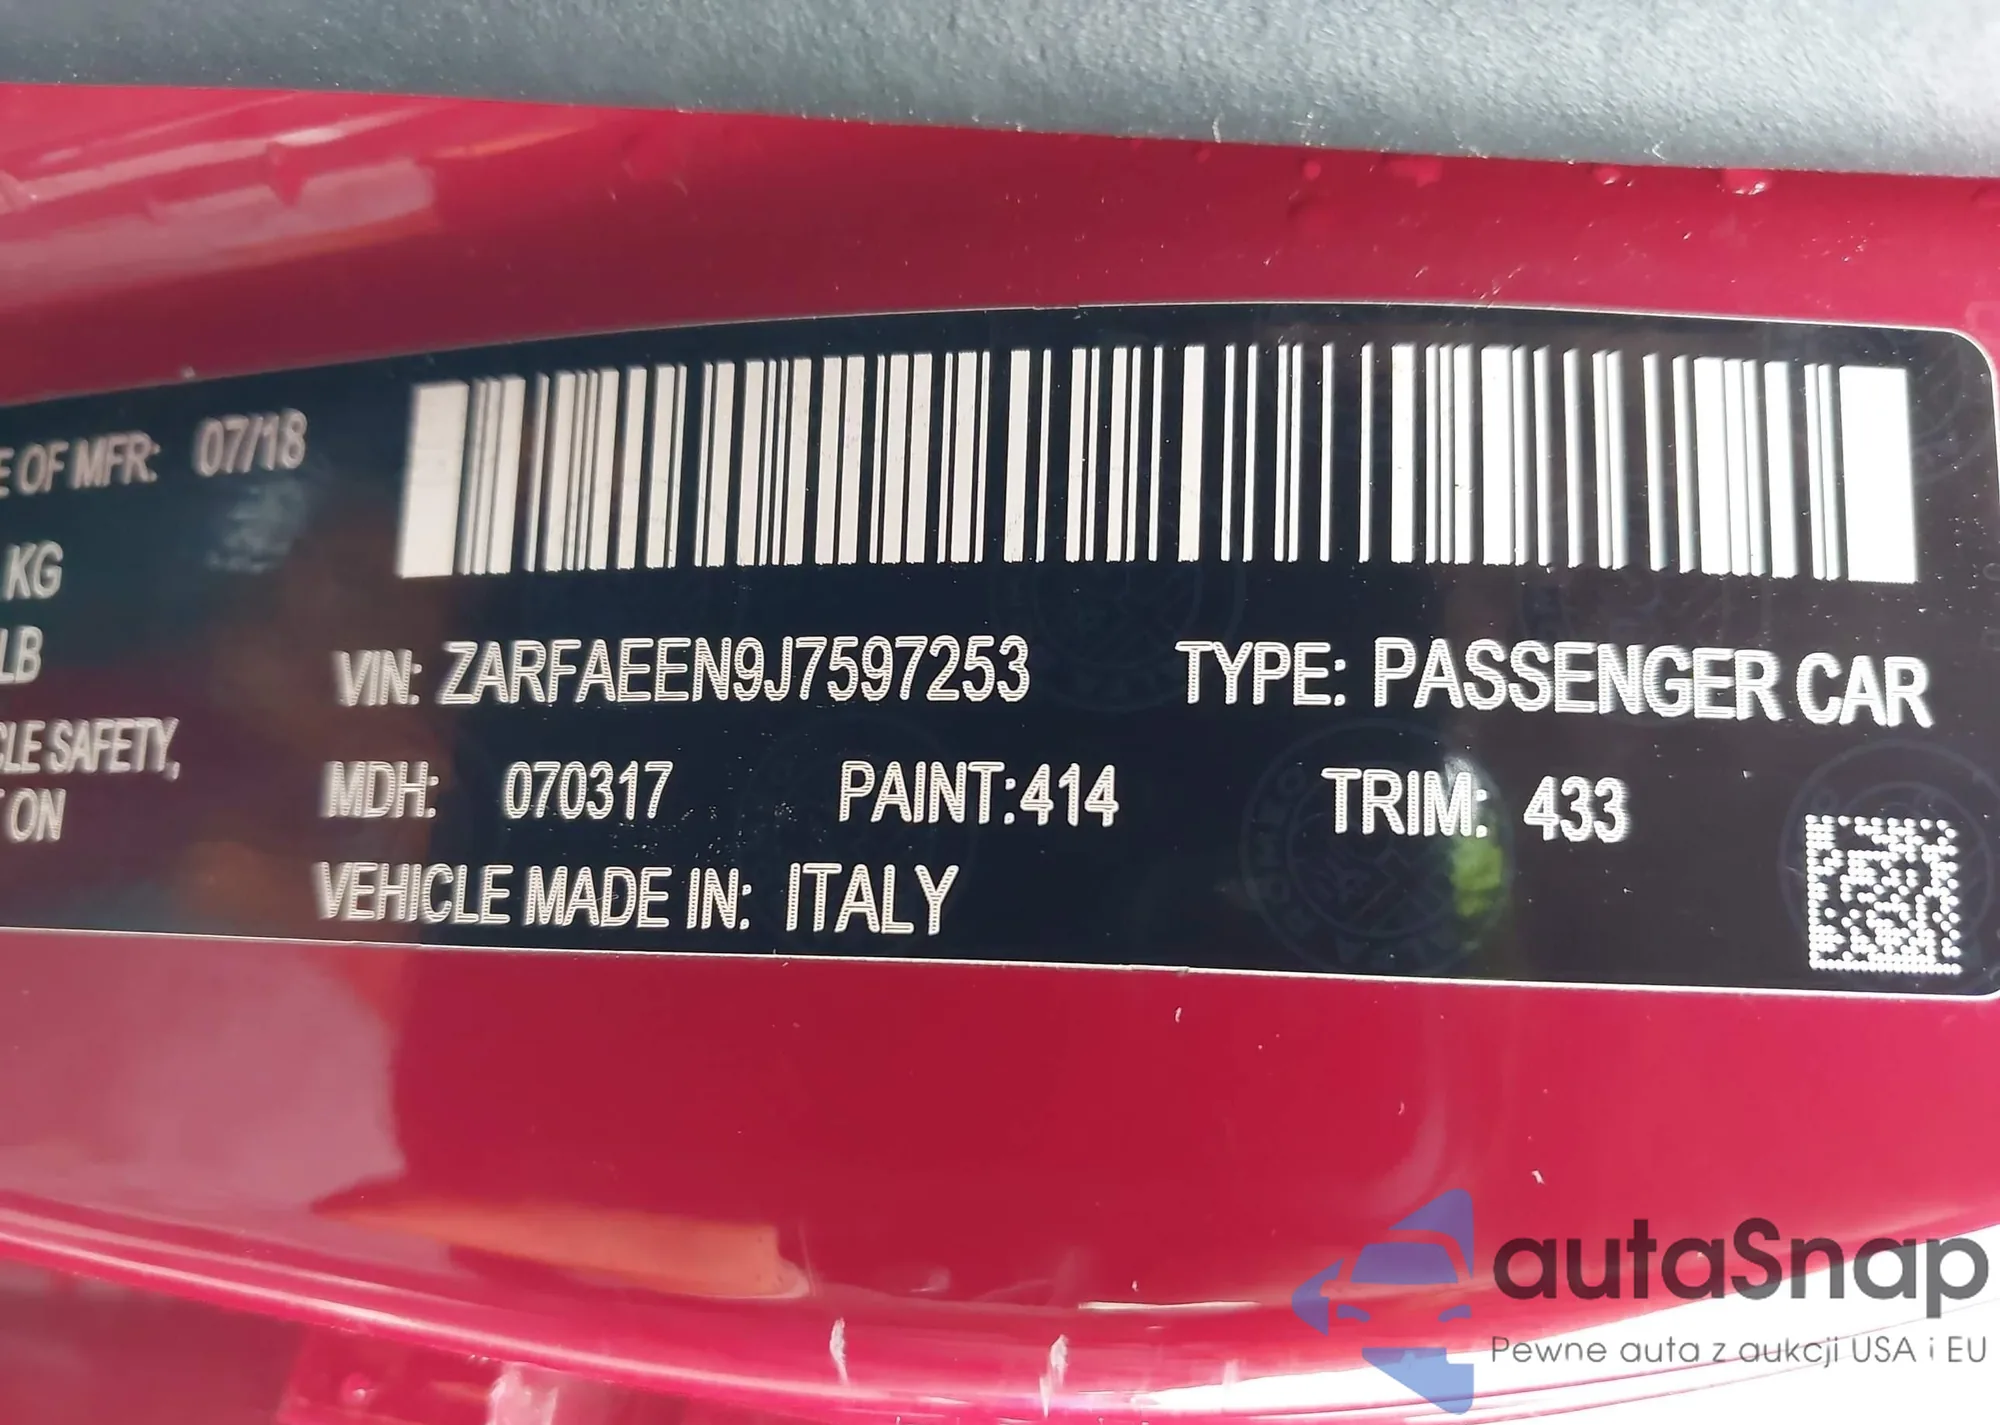 E OF MFR: 07/18
KG
LB
CLE SAFETY,
T ON
VIN: ZARFAEEN9J7597253 TYPE: PASSENGER CAR
MDH: 070317 PAINT:414 TRIM: 433
VEHICLE MADE IN: ITALY
autaSnap
Pewne auta z aukcji USA i EU